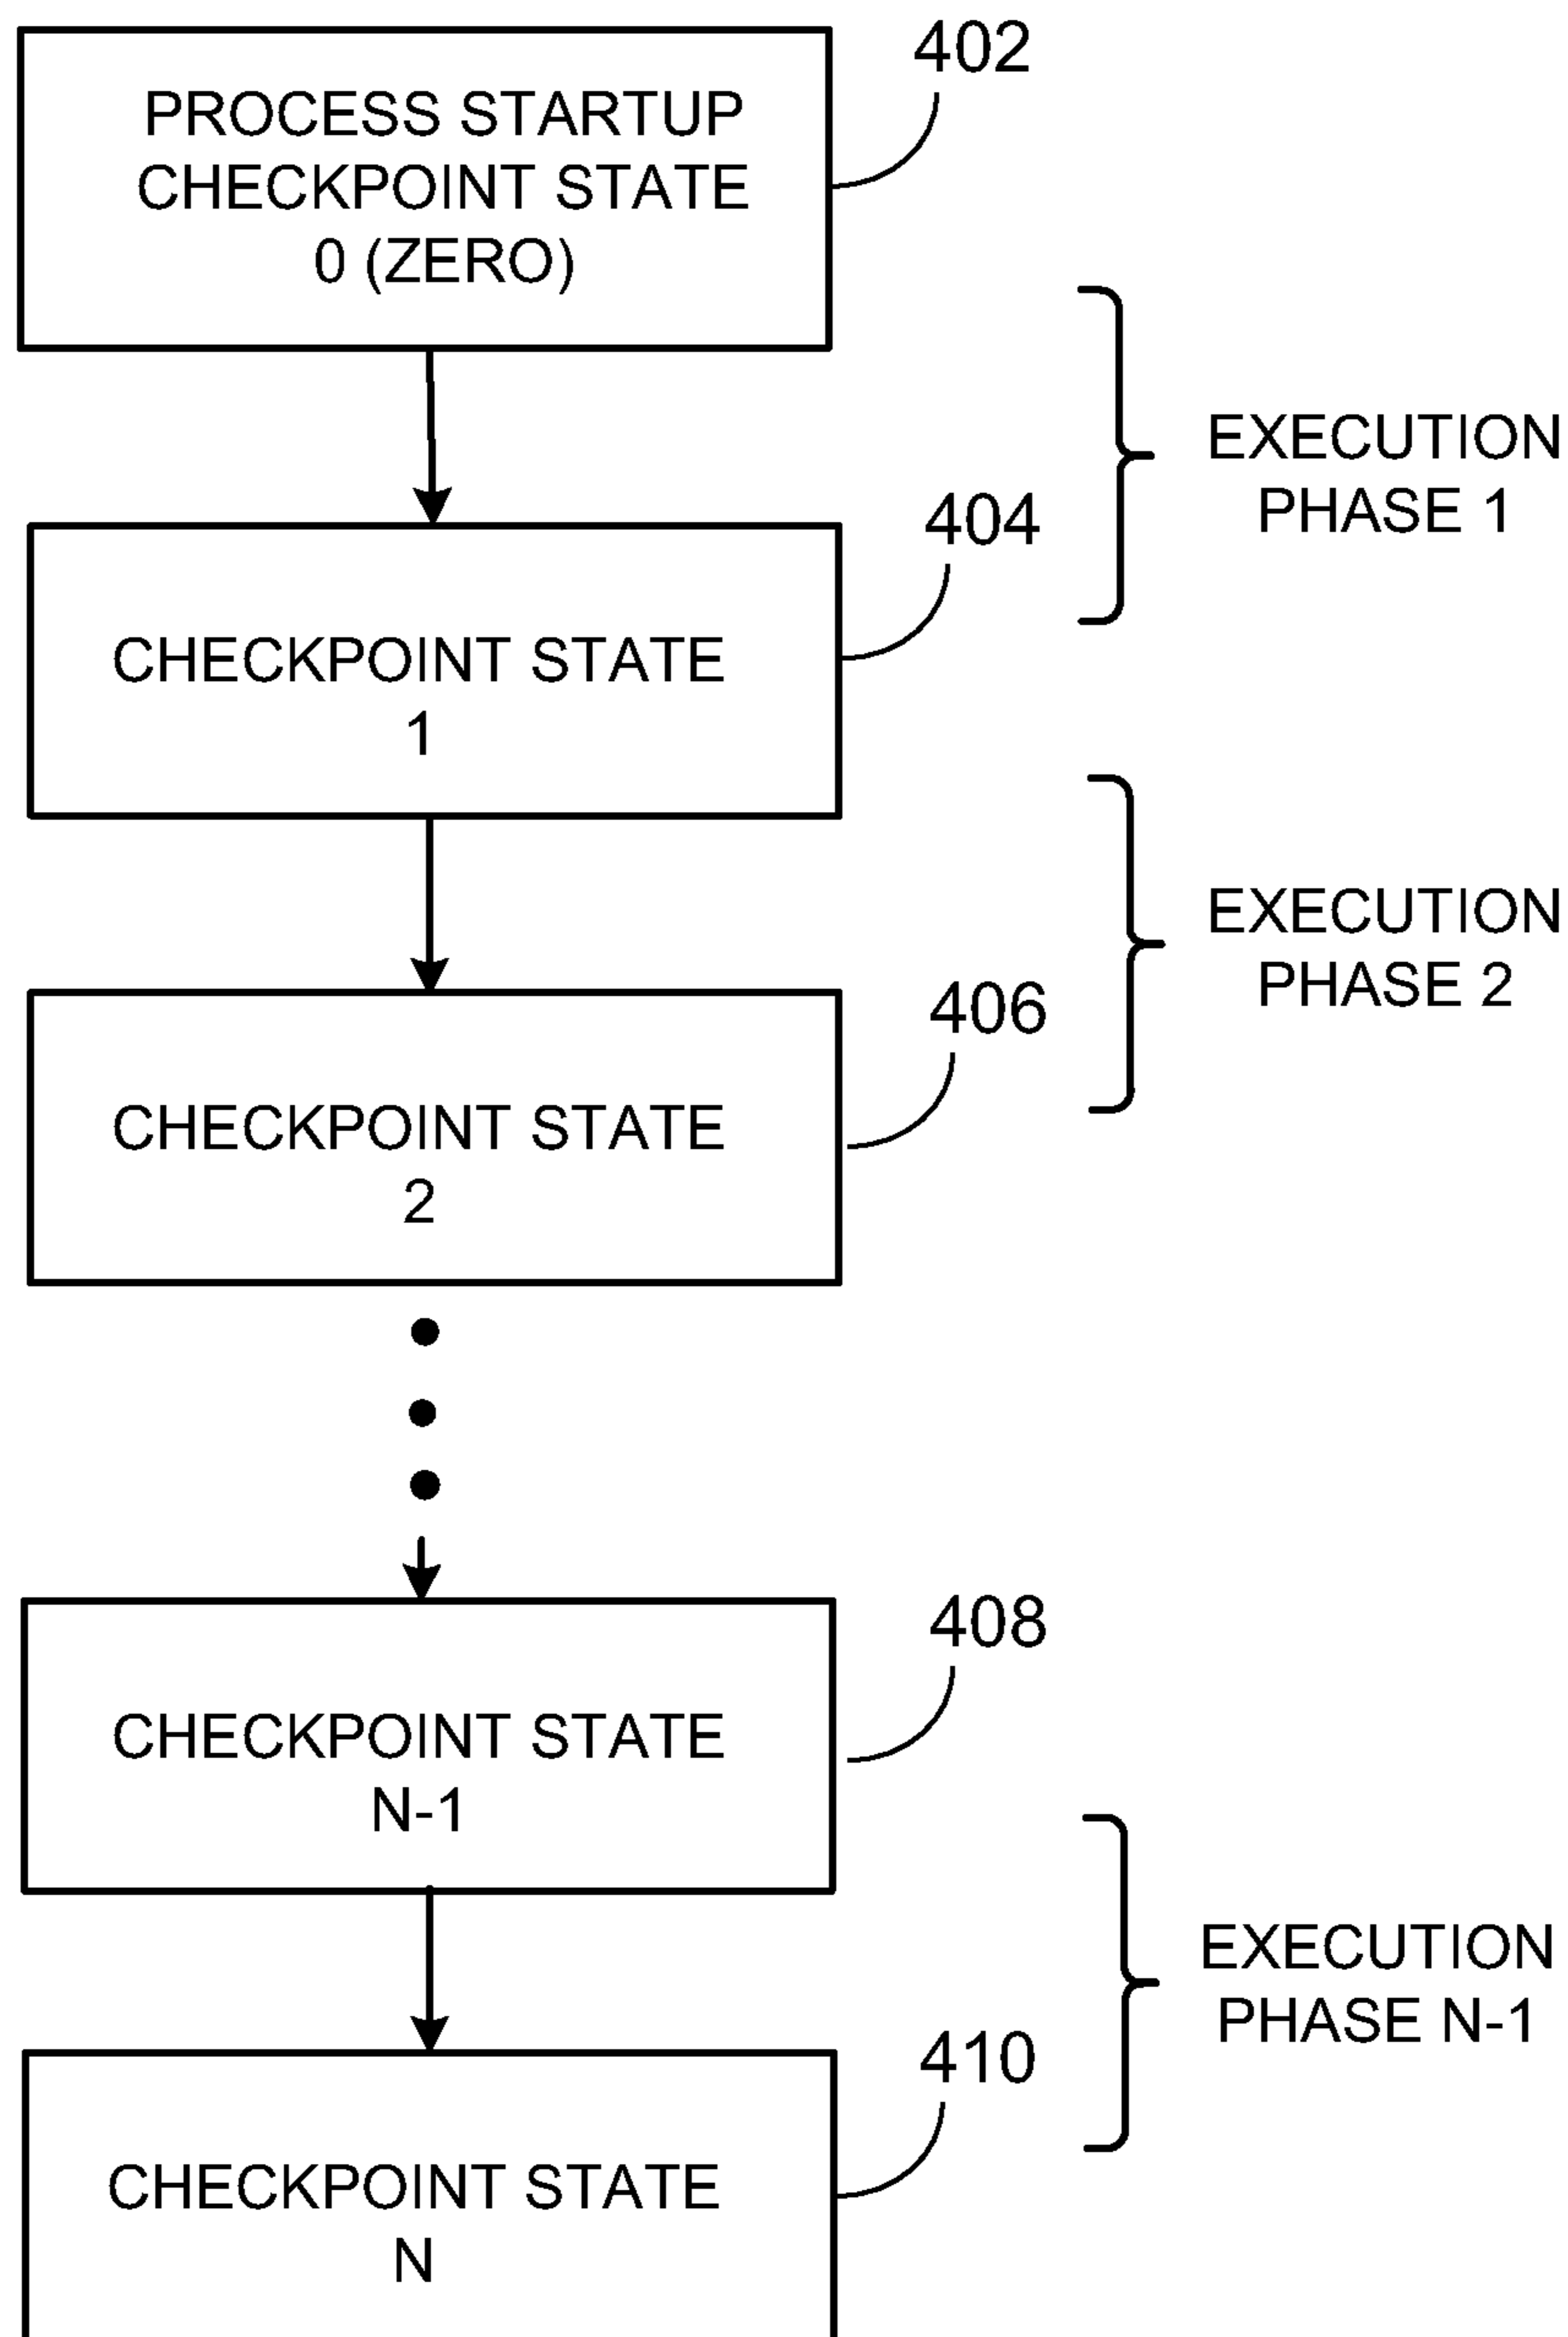 402
PROCESS STARTUP
CHECKPOINT STATE
0 (ZERO)
EXECUTION
PHASE 1
404
CHECKPOINT STATE
1
EXECUTION
PHASE 2
406
CHECKPOINT STATE
2
408
CHECKPOINT STATE
N-1
EXECUTION
PHASE N-1
410
CHECKPOINT STATE
N